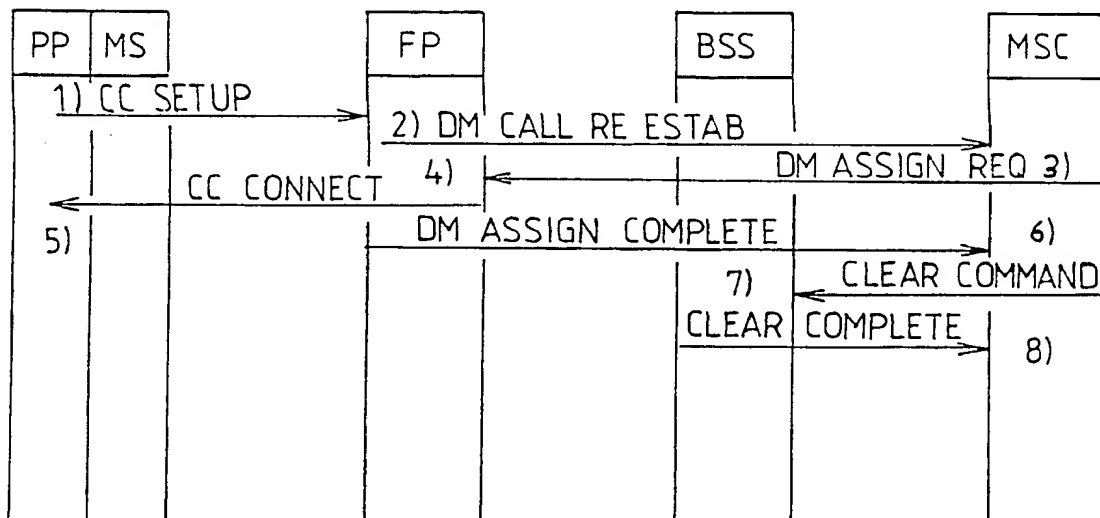 PP MS FP BSS MSC
1) CC SETUP
2) DM CALL RE ESTAB
DM ASSIGN REQ 3)
4)
CC CONNECT
5)
DM ASSIGN COMPLETE
6)
7)
CLEAR COMMAND
CLEAR COMPLETE
8)